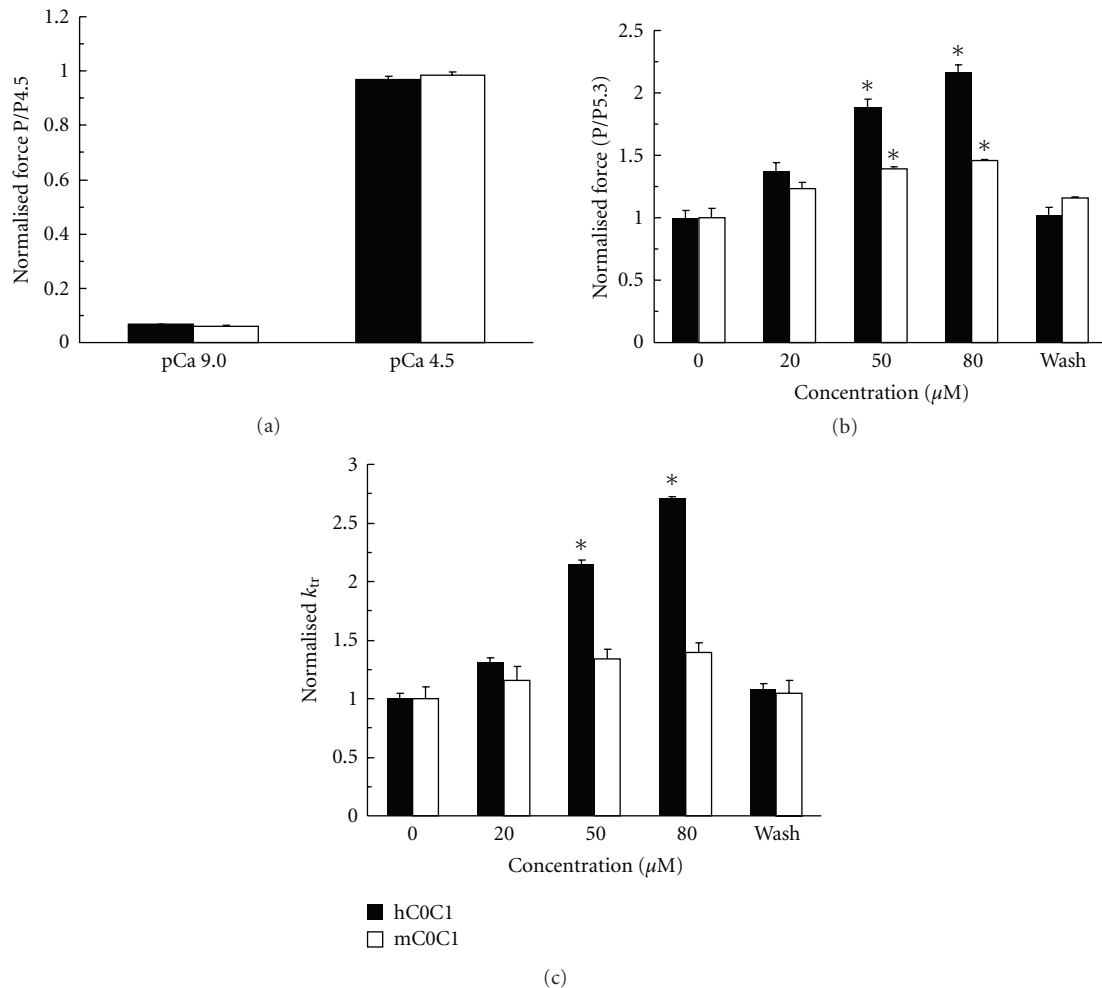 1.2
1
0.8
0.6
0.4
0.2
0
Normalised force P/P4.5
pCa 9.0 pCa 4.5
(a)
2.5
2
1.5
1
0.5
0
Normalised force (P/P5.3)
* * * *
0 20 50 80 Wash
Concentration (μM)
(b)
3
2.5
2
1.5
1
0.5
0
Normalised ktr
* *
0 20 50 80 Wash
Concentration (μM)
hC0C1
mC0C1
(c)